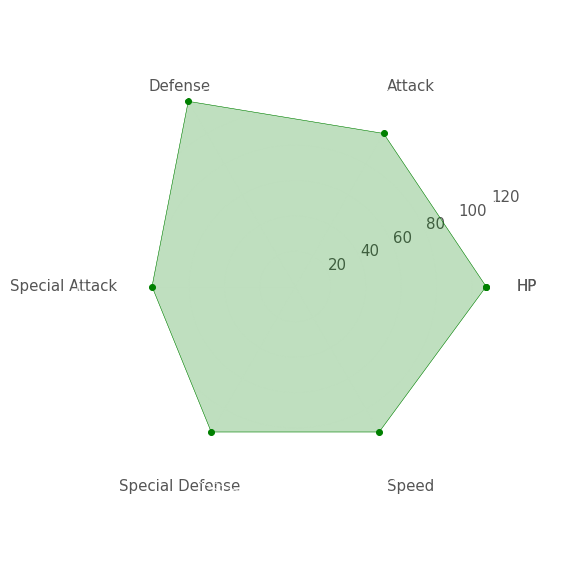 Defense
Attack
120
100
80
60
40
20
Special Attack
HP
Special Defense
Speed